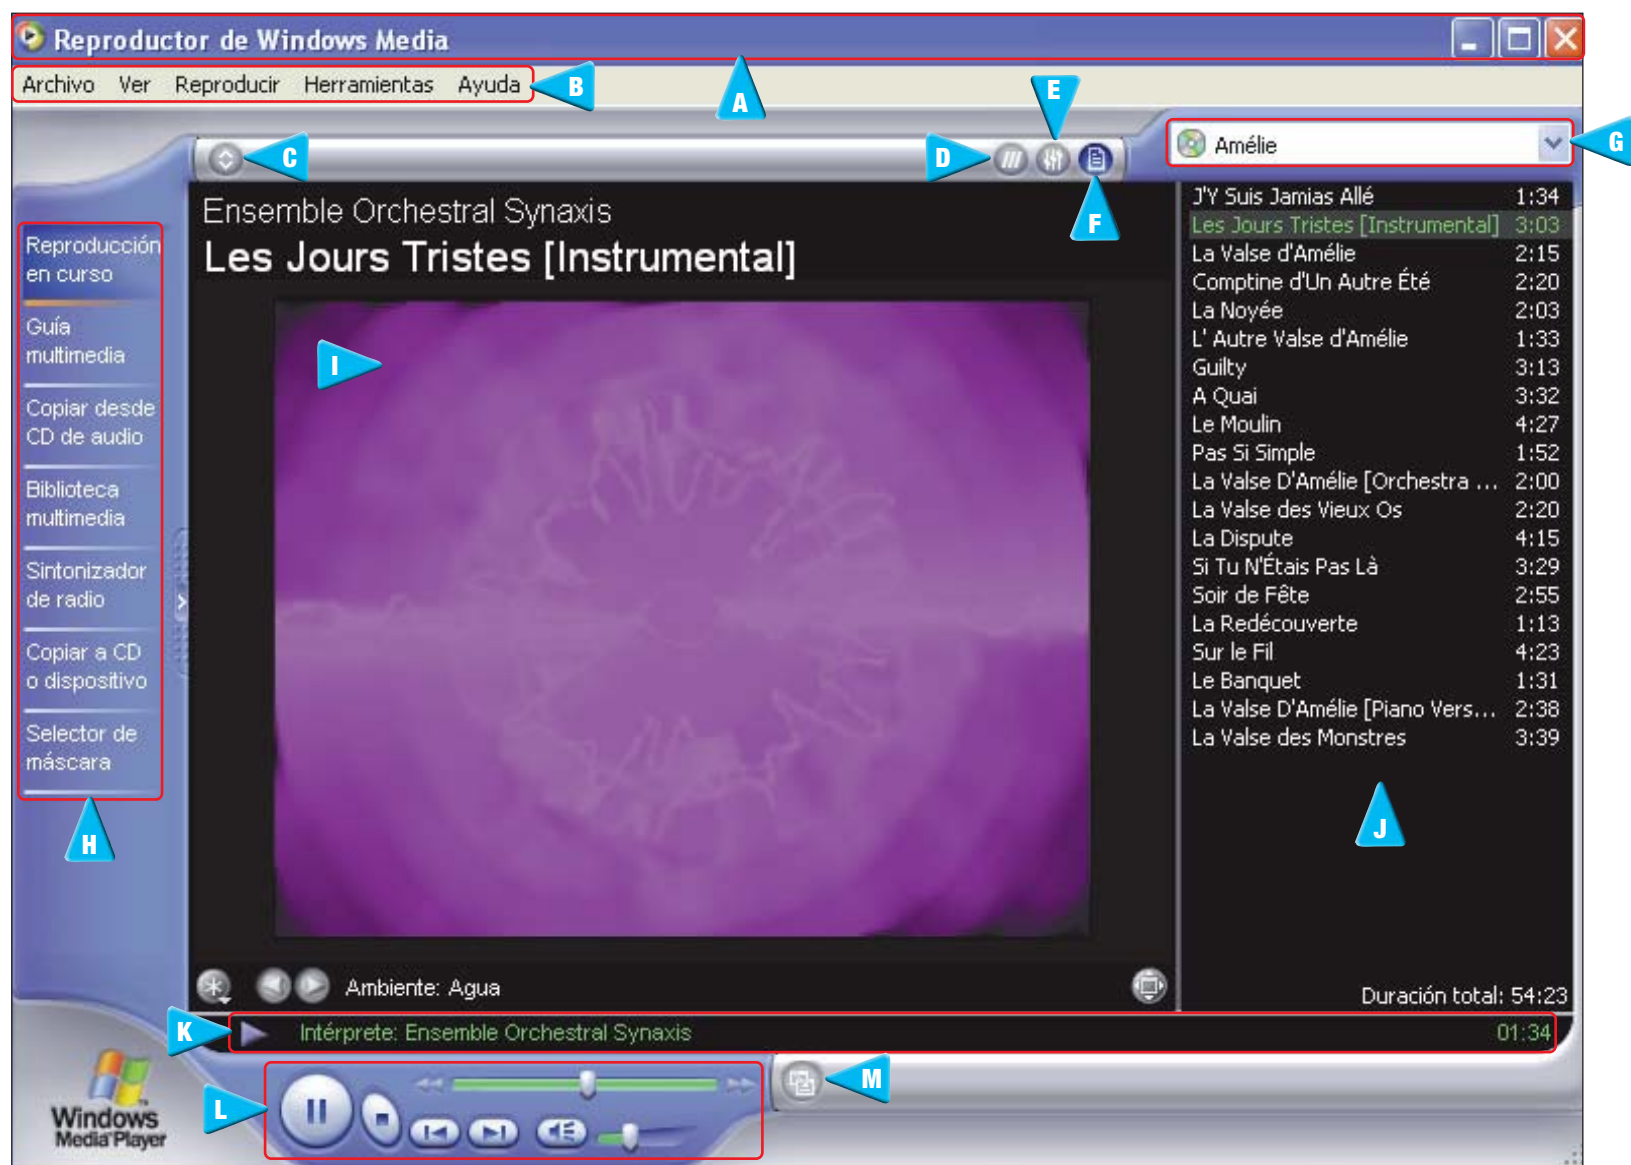 Reproductor de Windows Media
Archivo Ver Reproducir Herramientas Ayuda
B
A
E
C
D
F
Amélie
G
Ensemble Orchestral Synaxis
Les Jours Tristes [Instrumental]
Reproducción
en curso
Guía
multimedia
Copiar desde
CD de audio
Biblioteca
multimedia
Sintonizador
de radio
Copiar a CD
o dispositivo
Selector de
máscara
H
I
J'Y Suis Jamias Allé 1:34
Les Jours Tristes [Instrumental] 3:03
La Valse d'Amélie 2:15
Comptine d'Un Autre Été 2:20
La Noyée 2:03
L' Autre Valse d'Amélie 1:33
Guilty 3:13
A Quai 3:32
Le Moulin 4:27
Pas Si Simple 1:52
La Valse D'Amélie [Orchestra ... 2:00
La Valse des Vieux Os 2:20
La Dispute 4:15
Si Tu N'Étais Pas Là 3:29
Soir de Fête 2:55
La Redécouverte 1:13
Sur le Fil 4:23
Le Banquet 1:31
La Valse D'Amélie [Piano Vers... 2:38
La Valse des Monstres 3:39
J
Ambiente: Agua
Duración total: 54:23
K
Intérprete: Ensemble Orchestral Synaxis 01:34
Windows
Media Player
L
M